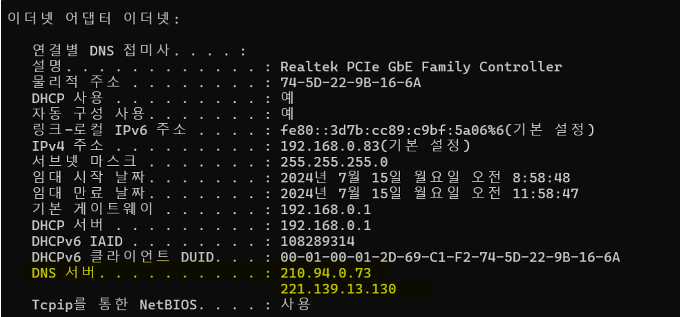 이더넷 어댑터 이더넷:
연결별 DNS 접미사. . . . :
설명. . . . . . . . . . . . : Realtek PCIe GbE Family Controller
물리적 주소 . . . . . . . . : 74-5D-22-9B-16-6A
DHCP 사용 . . . . . . . . . : 예
자동 구성 사용. . . . . . . : 예
링크-로컬 IPv6 주소 . . . . : fe80::3d7b:cc89:c9bf:5a06%6(기본 설정)
IPv4 주소 . . . . . . . . . : 192.168.0.83(기본 설정)
서브넷 마스크 . . . . . . . : 255.255.255.0
임대 시작 날짜. . . . . . . : 2024년 7월 15일 월요일 오전 8:58:48
임대 만료 날짜. . . . . . . : 2024년 7월 15일 월요일 오전 11:58:47
기본 게이트웨이 . . . . . . : 192.168.0.1
DHCP 서버 . . . . . . . . . : 192.168.0.1
DHCPv6 IAID . . . . . . . . : 108289314
DHCPv6 클라이언트 DUID. . . : 00-01-00-01-2D-69-C1-F2-74-5D-22-9B-16-6A
DNS 서버. . . . . . . . . . : 210.94.0.73
221.139.13.130
Tcpip를 통한 NetBIOS. . . . : 사용